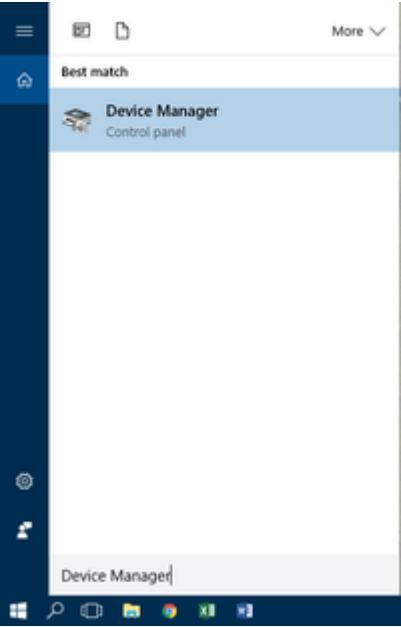 More
Best match
Device Manager
Control panel
Device Manager